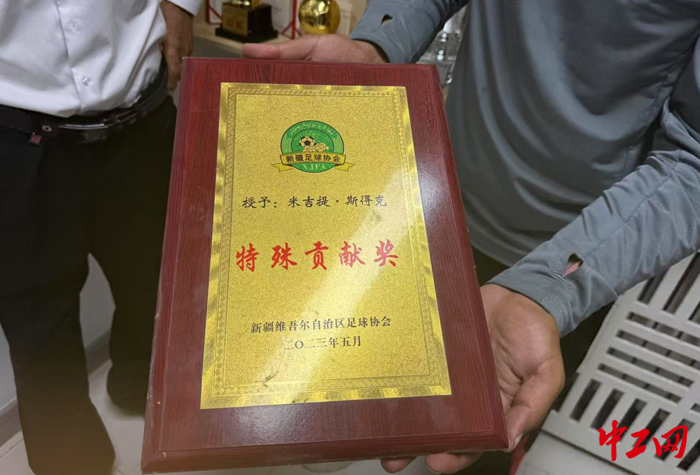 新疆足球协会
XJFA
授予：米吉提·斯得克
特殊贡献奖
新疆维吾尔自治区足球协会
二〇二三年五月
中工网